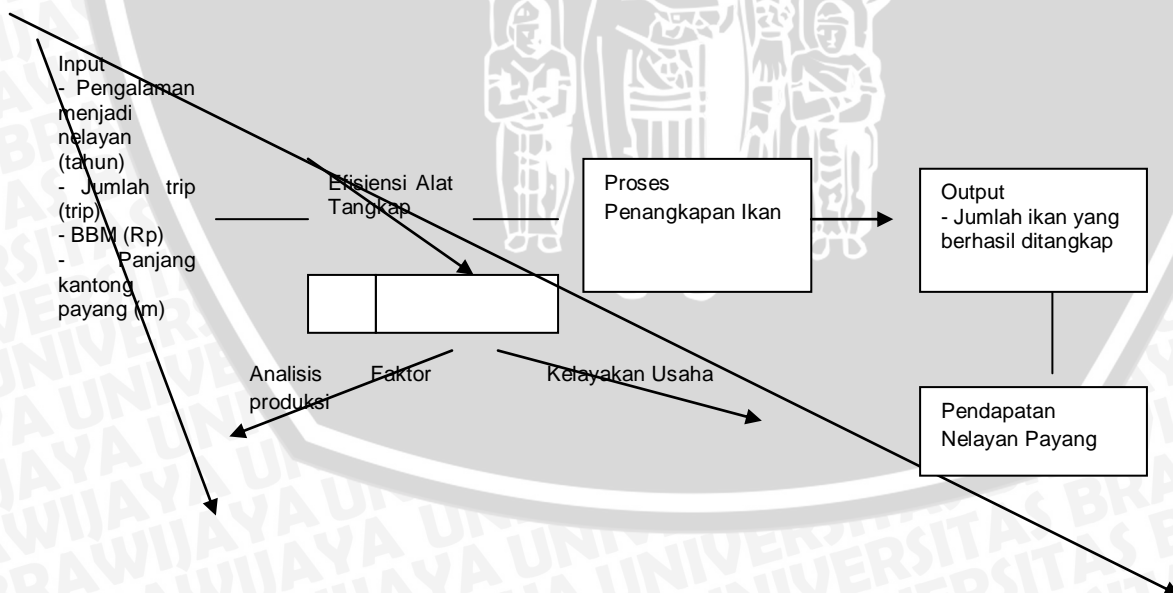 Input
- Pengalaman
menjadi
nelayan
(tahun)
- Jumlah trip
(trip)
- BBM (Rp)
- Panjang
kantong
payang (m)
Efisiensi Alat
Tangkap
Proses
Penangkapan Ikan
Output
- Jumlah ikan yang
berhasil ditangkap
Analisis Faktor
produksi
Kelayakan Usaha
Pendapatan
Nelayan Payang